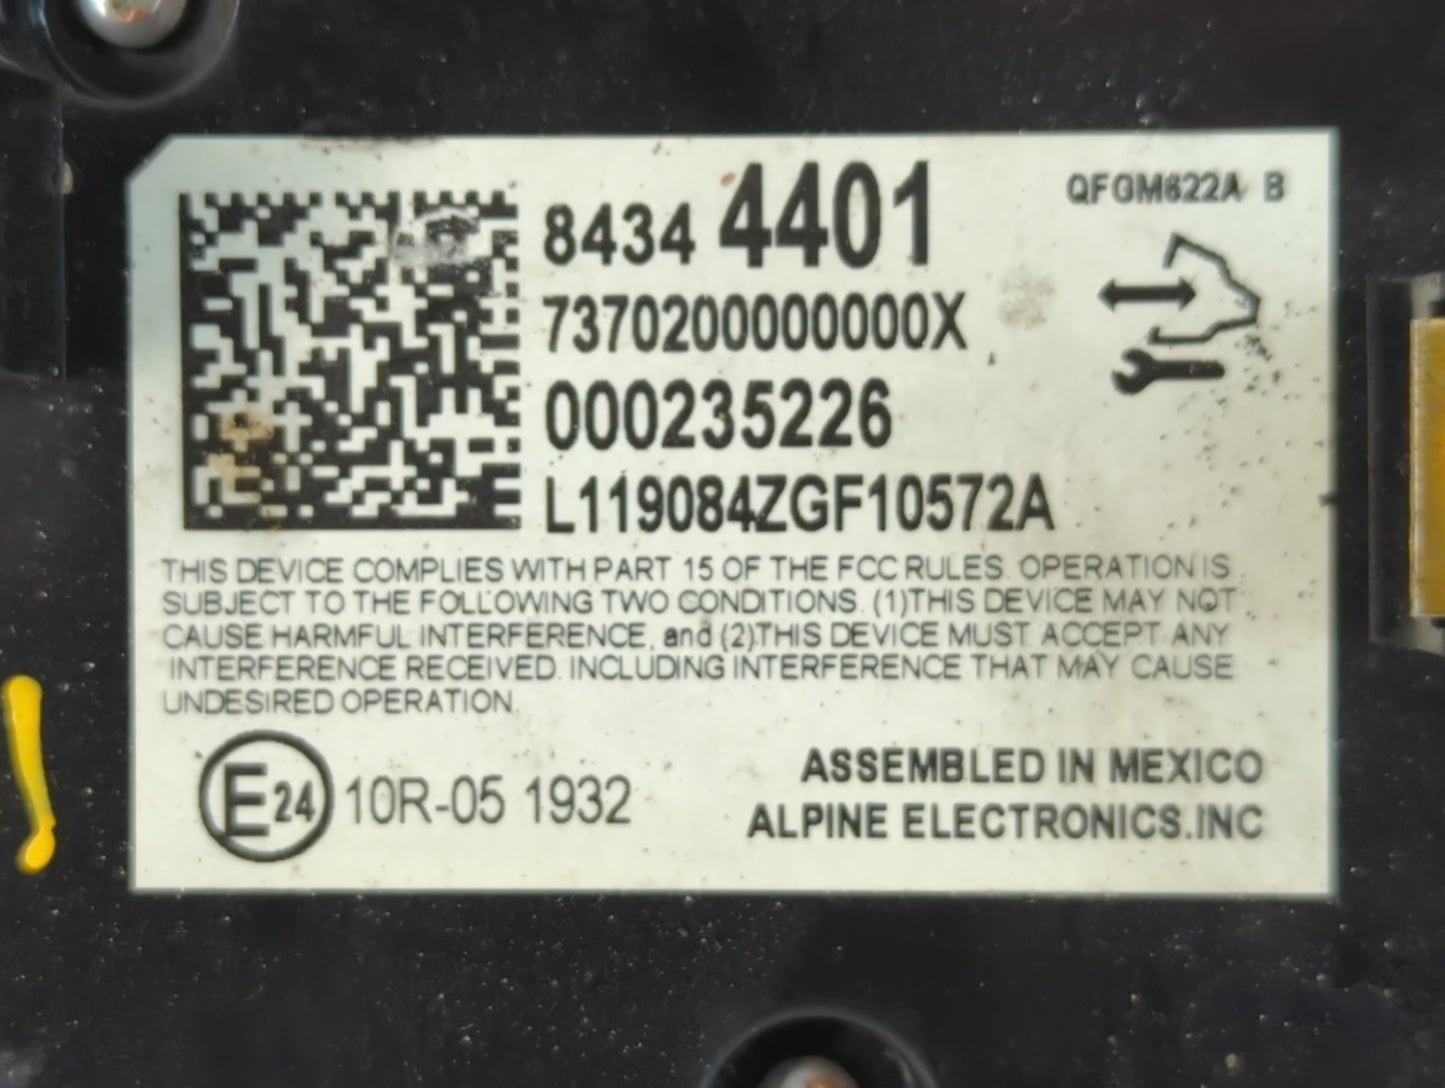 8434 4401
QFGM622A B
7370200000000X
000235226
L119084ZGF10572A
THIS DEVICE COMPLIES WITH PART 15 OF THE FCC RULES. OPERATION IS
SUBJECT TO THE FOLLOWING TWO CONDITIONS. (1)THIS DEVICE MAY NOT
CAUSE HARMFUL INTERFERENCE, and (2)THIS DEVICE MUST ACCEPT ANY
INTERFERENCE RECEIVED. INCLUDING INTERFERENCE THAT MAY CAUSE
UNDESIRED OPERATION.
E24 10R-05 1932
ASSEMBLED IN MEXICO
ALPINE ELECTRONICS.INC